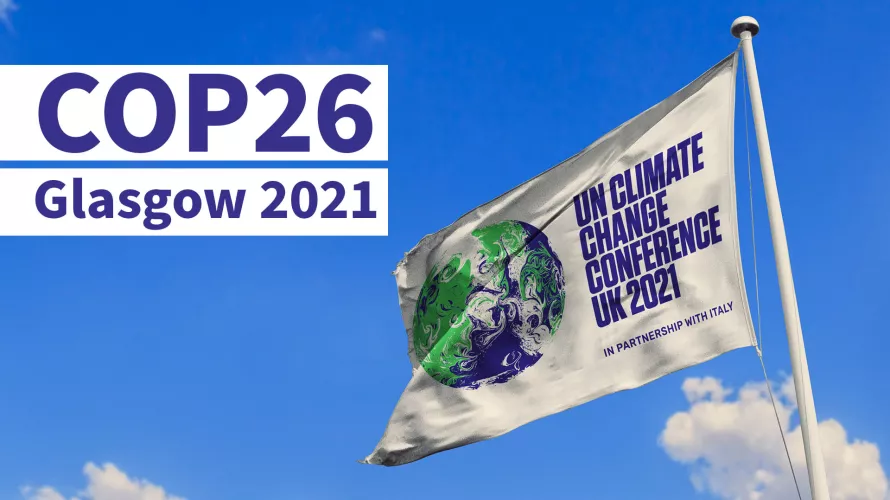 COP26
Glasgow 2021
UN CLIMATE
CHANGE
CONFERENCE
UK 2021
IN PARTNERSHIP WITH ITALY